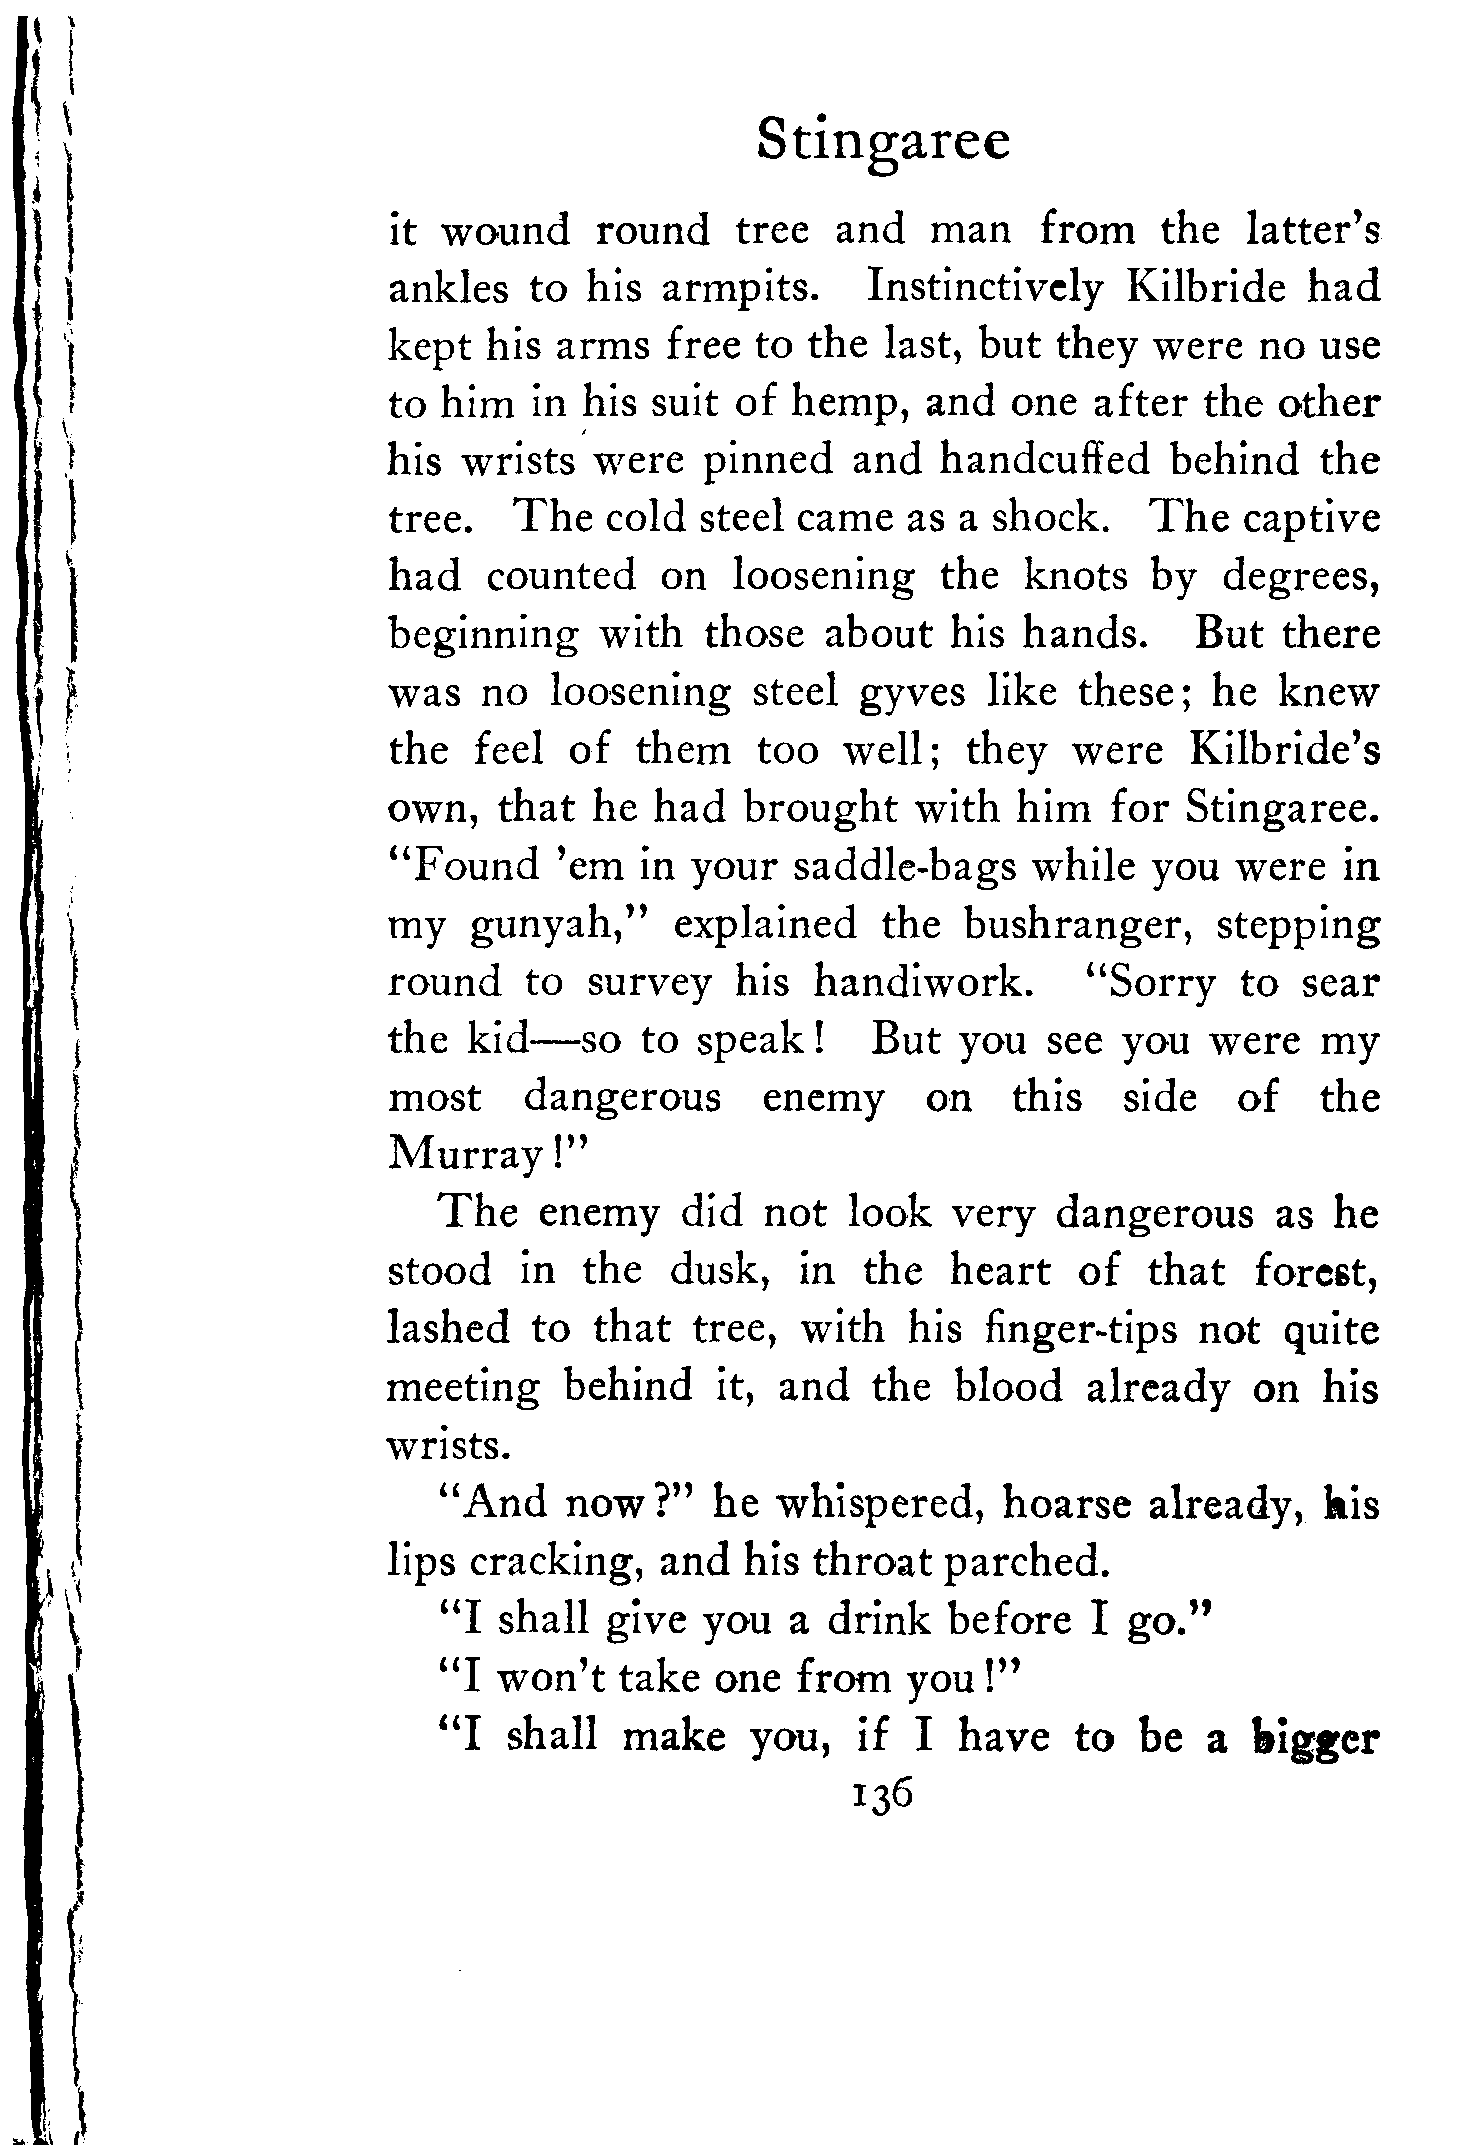 Stingaree
it wound round tree and man from the latter's
ankles to his armpits. Instinctively Kilbride had
kept his arms free to the last, but they were no use
to him in his suit of hemp, and one after the other
his wrists were pinned and handcuffed behind the
tree. The cold steel came as a shock. The captive
had counted on loosening the knots by degrees,
beginning with those about his hands. But there
was no loosening steel gyves like these; he knew
the feel of them too well; they were Kilbride's
own, that he had brought with him for Stingaree.
"Found 'em in your saddle-bags while you were in
my gunyah," explained the bushranger, stepping
round to survey his handiwork. "Sorry to sear
the kid—so to speak! But you see you were my
most dangerous enemy on this side of the
Murray!"
The enemy did not look very dangerous as he
stood in the dusk, in the heart of that forest,
lashed to that tree, with his finger-tips not quite
meeting behind it, and the blood already on his
wrists.
"And now?" he whispered, hoarse already, his
lips cracking, and his throat parched.
"I shall give you a drink before I go."
"I won't take one from you!"
"I shall make you, if I have to be a bigger
136